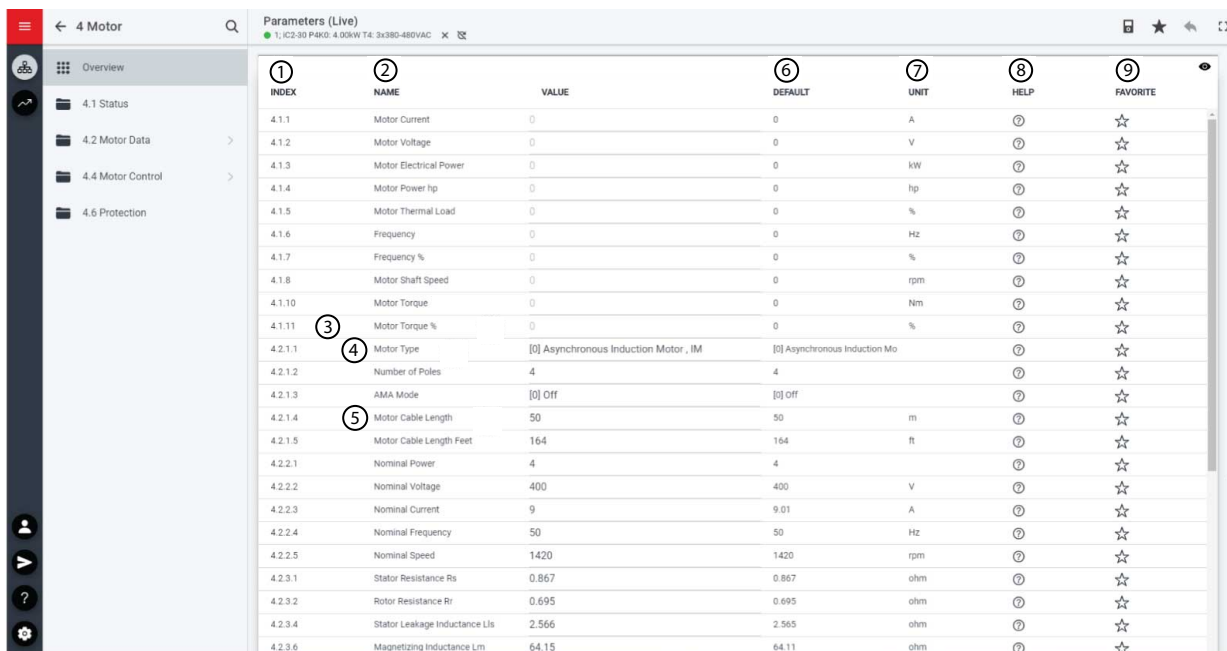 4 Motor
Parameters (Live)
1; iC2-30 P4K0: 4.00kW T4: 3x380-480VAC
Overview
4.1 Status
4.2 Motor Data
4.4 Motor Control
4.6 Protection
1 2 6 7 8 9
INDEX NAME VALUE DEFAULT UNIT HELP FAVORITE
4.1.1 Motor Current 0 0 A ?
4.1.2 Motor Voltage 0 0 V ?
4.1.3 Motor Electrical Power 0 0 kW ?
4.1.4 Motor Power hp 0 0 hp ?
4.1.5 Motor Thermal Load 0 0 % ?
4.1.6 Frequency 0 0 Hz ?
4.1.7 Frequency % 0 0 % ?
4.1.8 Motor Shaft Speed 0 0 rpm ?
4.1.10 Motor Torque 0 0 Nm ?
4.1.11 3 Motor Torque % 0 0 % ?
4.2.1.1 4 Motor Type [0] Asynchronous Induction Motor , IM [0] Asynchronous Induction Mo ?
4.2.1.2 Number of Poles 4 4 ?
4.2.1.3 AMA Mode [0] Off [0] Off ?
4.2.1.4 5 Motor Cable Length 50 50 m ?
4.2.1.5 Motor Cable Length Feet 164 164 ft ?
4.2.2.1 Nominal Power 4 4 ?
4.2.2.2 Nominal Voltage 400 400 V ?
4.2.2.3 Nominal Current 9 9.01 A ?
4.2.2.4 Nominal Frequency 50 50 Hz ?
4.2.2.5 Nominal Speed 1420 1420 rpm ?
4.2.3.1 Stator Resistance Rs 0.867 0.867 ohm ?
4.2.3.2 Rotor Resistance Rr 0.695 0.695 ohm ?
4.2.3.4 Stator Leakage Inductance Lls 2.566 2.565 ohm ?
4.2.3.6 Magnetizing Inductance Lm 64.15 64.11 ohm ?
?